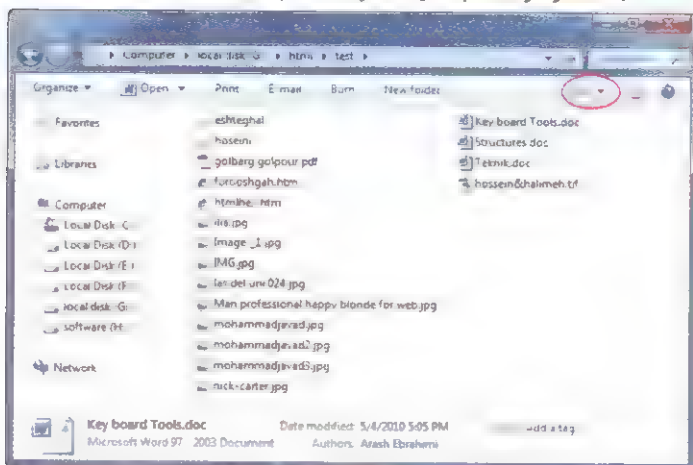 Computer ▸ local disk G ▸ html ▸ test ▸
Organize Open Print E-mail Burn New folder
Favorites
Libraries
Computer
Local Disk C
Local Disk (D:)
Local Disk (E:)
Local Disk (F
local disk G:
software (H
Network
eshteghal
hoseini
golbarg golpour pdf
forooshgah.htm
Image _1.jpg
IMG.jpg
Man professional happy blonde for web.jpg
mohammadjavad.jpg
mohammadjavad2.jpg
mohammadjavad3.jpg
nick-carter.jpg
Key board Tools.doc
Structures doc
Teknik.doc
hossein&halimeh.tif
Key board Tools.doc Date modified: 5/4/2010 5:05 PM Add a tag
Microsoft Word 97 2003 Document Authors: Arash Ebrahimi